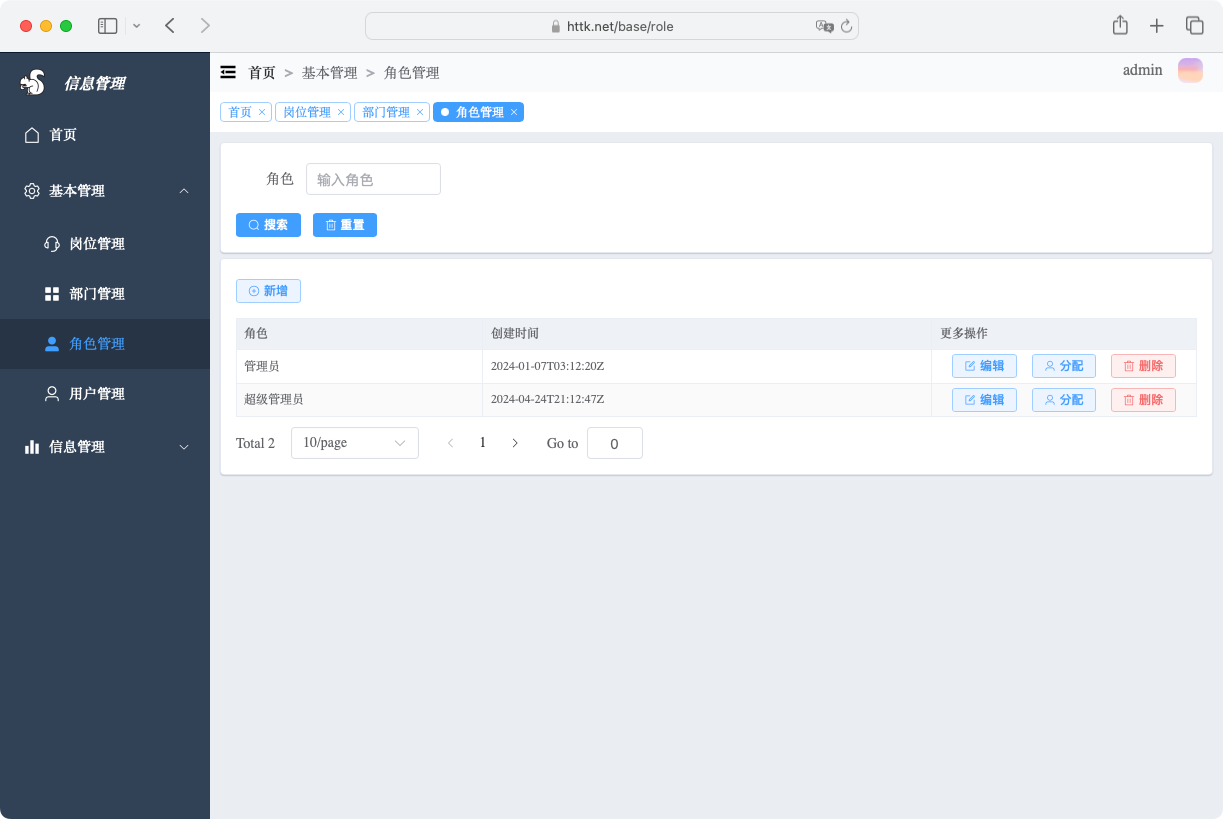 httk.net/base/role
信息管理
首页 > 基本管理 > 角色管理
admin
首页
岗位管理
部门管理
角色管理
首页
基本管理
岗位管理
部门管理
角色管理
用户管理
信息管理
角色 输入角色
搜索 重置
新增
角色 创建时间 更多操作
管理员 2024-01-07T03:12:20Z 编辑 分配 删除
超级管理员 2024-04-24T21:12:47Z 编辑 分配 删除
Total 2 10/page 1 Go to 0